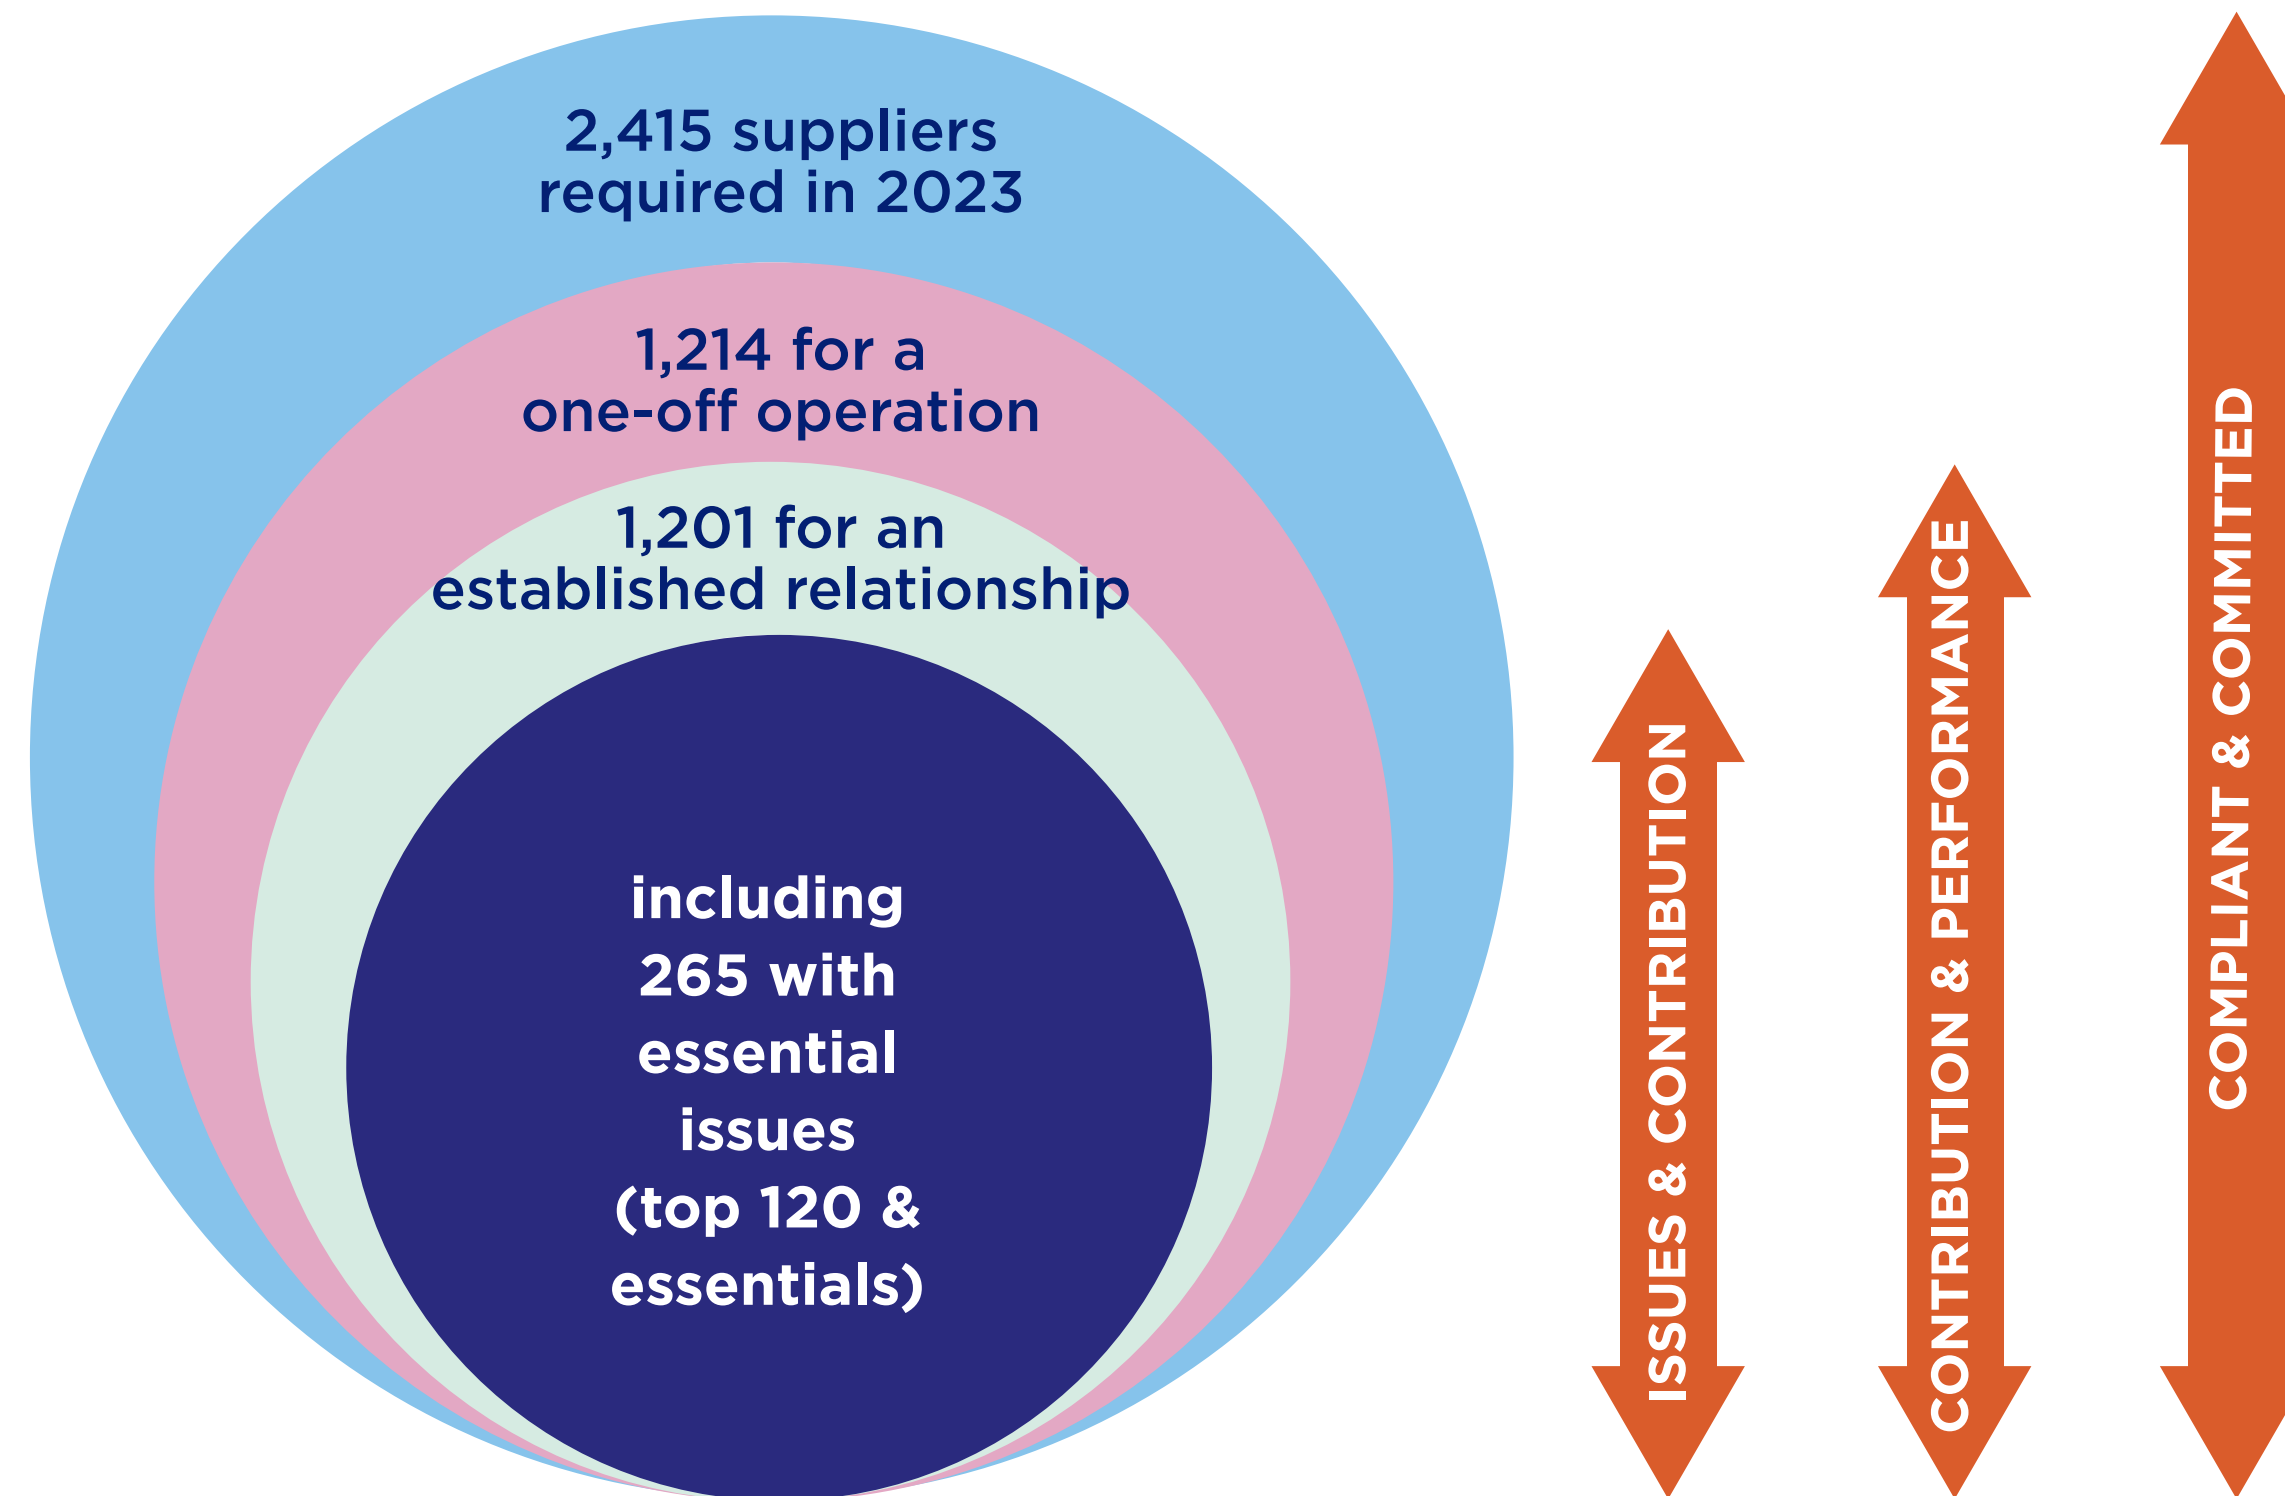 2,415 suppliers
required in 2023
1,214 for a
one-off operation
1,201 for an
established relationship
including
265 with
essential
issues
(top 120 &
essentials)
ISSUES & CONTRIBUTION
CONTRIBUTION & PERFORMANCE
COMPLIANT & COMMITTED